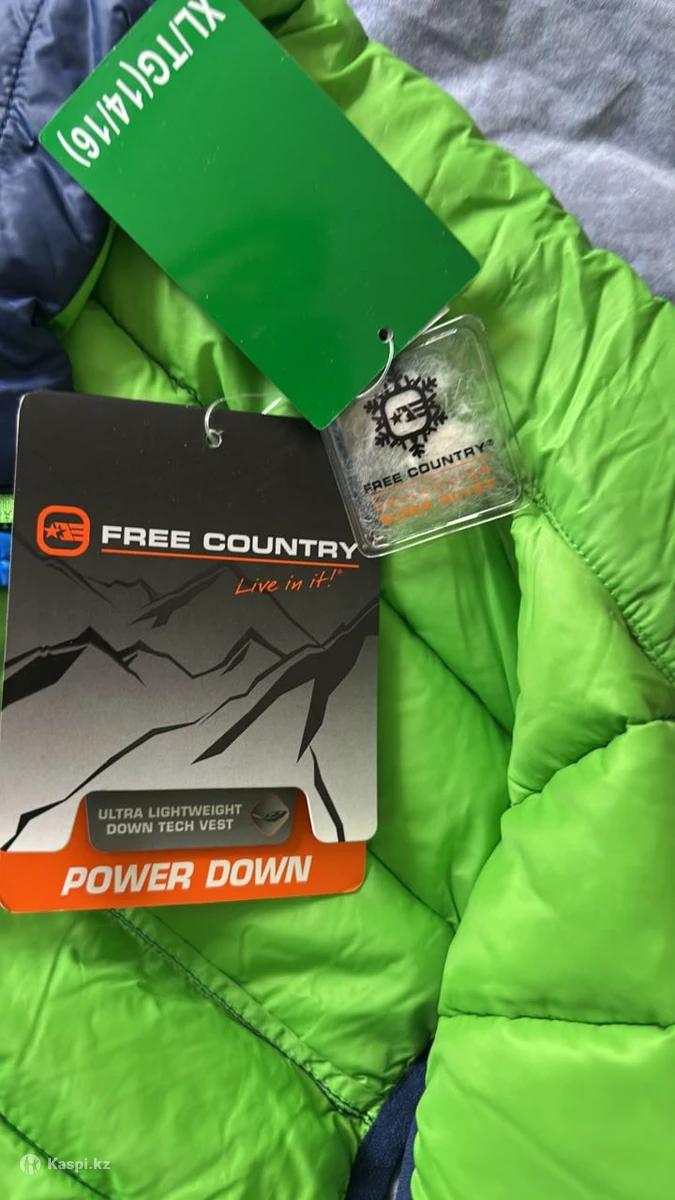 XL/TG(14/16)
FREE COUNTRY®
FREE COUNTRY
Live in it!®
ULTRA LIGHTWEIGHT
DOWN TECH VEST
POWER DOWN
Kaspi.kz